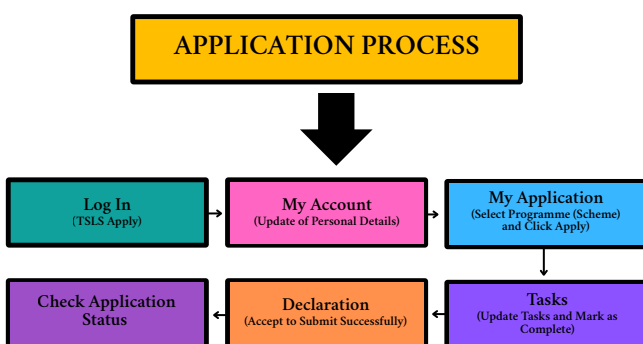 APPLICATION PROCESS
Log In
(TSLS Apply)
My Account
(Update of Personal Details)
My Application
(Select Programme (Scheme)
and Click Apply)
Check Application
Status
Declaration
(Accept to Submit Successfully)
Tasks
(Update Tasks and Mark as
Complete)